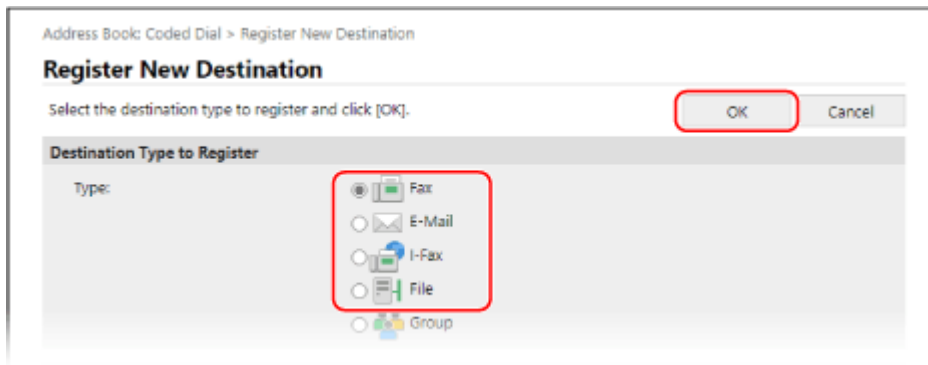 Address Book: Coded Dial > Register New Destination
Register New Destination
Select the destination type to register and click [OK].
OK
Cancel
Destination Type to Register
Type:
Fax
E-Mail
I-Fax
File
Group